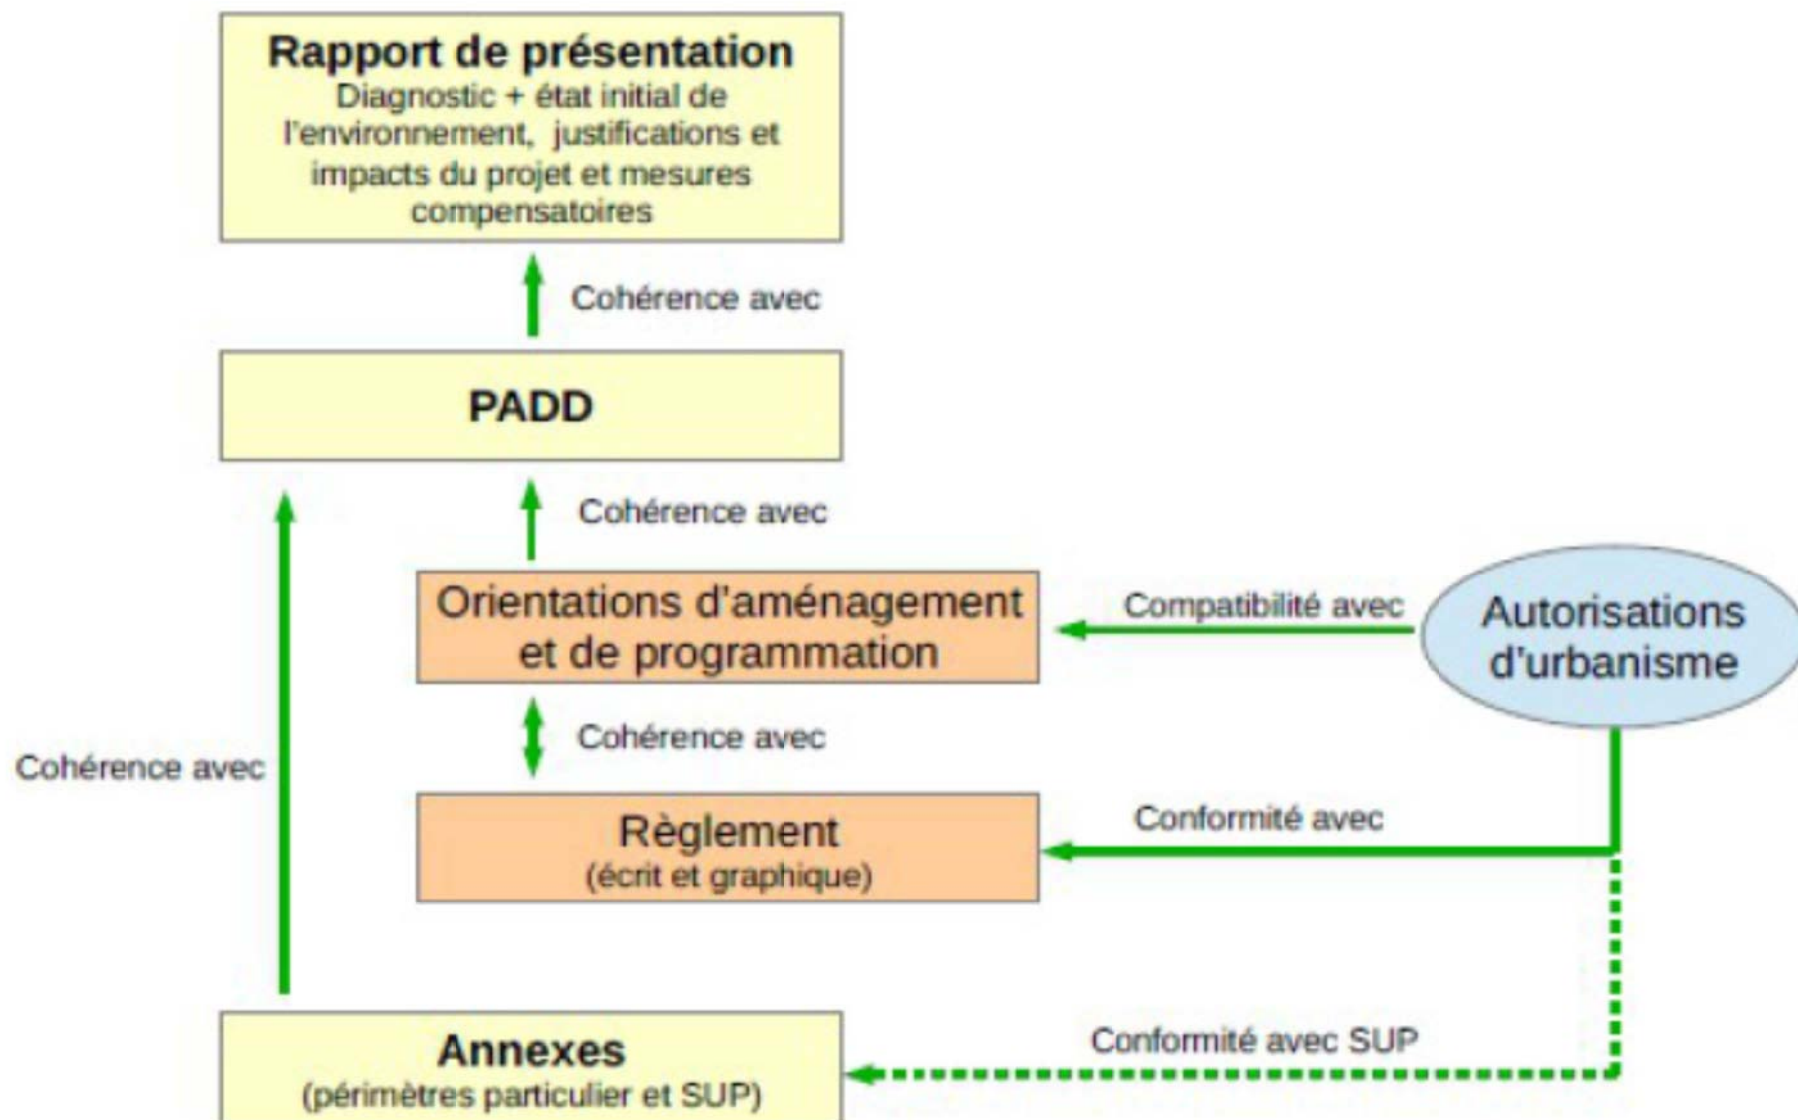 Rapport de présentation
Diagnostic + état initial de
l'environnement, justifications et
impacts du projet et mesures
compensatoires
Cohérence avec
PADD
Cohérence avec
Orientations d'aménagement
et de programmation
Compatibilité avec
Autorisations
d'urbanisme
Cohérence avec
Cohérence avec
Règlement
(écrit et graphique)
Conformité avec
Annexes
(périmètres particulier et SUP)
Conformité avec SUP